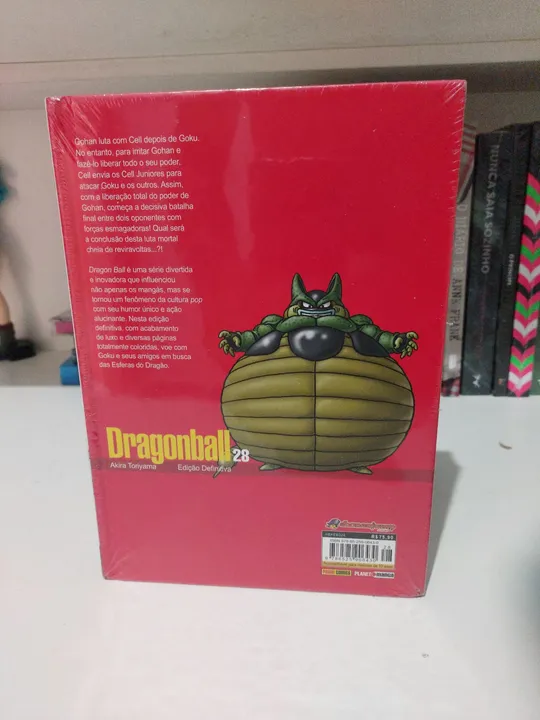 Gohan luta com Cell depois de Goku.
No entanto, para irritar Gohan e
fazê-lo liberar todo o seu poder,
Cell envia os Cell Juniores para
atacar Goku e os outros. Assim,
com a liberação total do poder de
Gohan, começa a decisiva batalha
final entre dois oponentes com
forças esmagadoras! Qual será
a conclusão desta luta mortal
cheia de reviravoltas...?!
Dragon Ball é uma série divertida
e inovadora que influenciou
não apenas os mangás, mas se
tornou um fenômeno da cultura pop
com seu humor único e ação
alucinante. Nesta edição
definitiva, com acabamento
de luxo e diversas páginas
totalmente coloridas, voe com
Goku e seus amigos em busca
das Esferas do Dragão.
Dragonball 28
Akira Toriyama Edição Definitiva
PANINI COMICS PLANET MANGA
NUNCA SAIA SOZINHO
O DIÁRIO DE ANNE FRANK